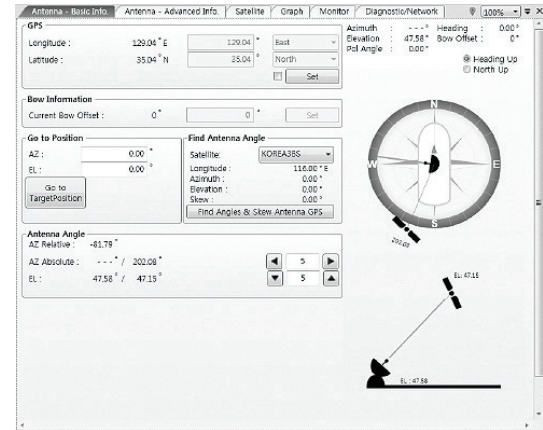 Antenna - Basic Info. Antenna - Advanced Info. Satellite Graph Monitor Diagnostic/Network 100%
GPS
Longitude : 129.04 ° E 129.04 ° East
Latitude : 35.04 ° N 35.04 ° North
Set
Bow Information
Current Bow Offset : 0° 0 ° Set
Go to Position
AZ : 0.00 °
EL : 0.00 °
Go to
TargetPosition
Find Antenna Angle
Satellite: KOREA3BS
Longitude : 116.00 ° E
Azimuth : 0.00 °
Elevation : 0.00 °
Skew : 0.00 °
Find Angles & Skew Antenna GPS
Antenna Angle
AZ Relative : -81.79 °
AZ Absolute : - - - ° / 202.08 ° 5
EL : 47.58 ° / 47.15 ° 5
Azimuth : - - - ° Heading : 0.00°
Elevation : 47.58° Bow Offset : 0°
Pol Angle : 0.00°
Heading Up
North Up
N
W
E
S
202.08
EL: 47.15
EL : 47.58